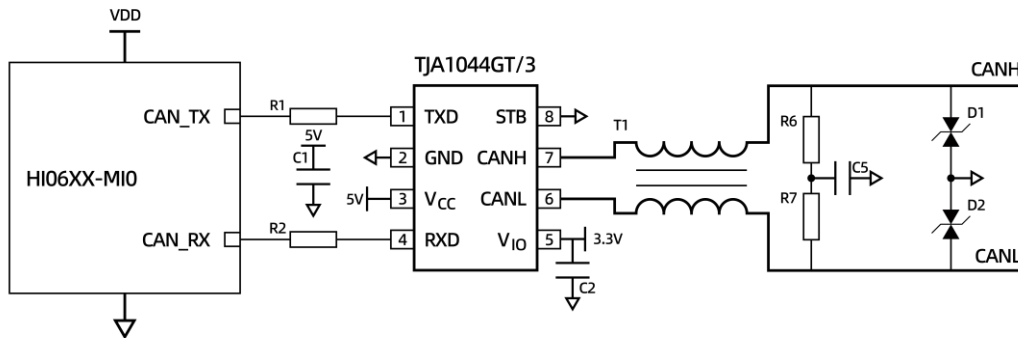 VDD
TJA1044GT/3
CANH
CAN_TX
R1
1
TXD
STB
8
5V
T1
R6
D1
C1
2
GND
CANH
7
HI06XX-MI0
C5
5V
3
VCC
CANL
6
R7
D2
CAN_RX
R2
4
RXD
VIO
5
3.3V
CANL
C2